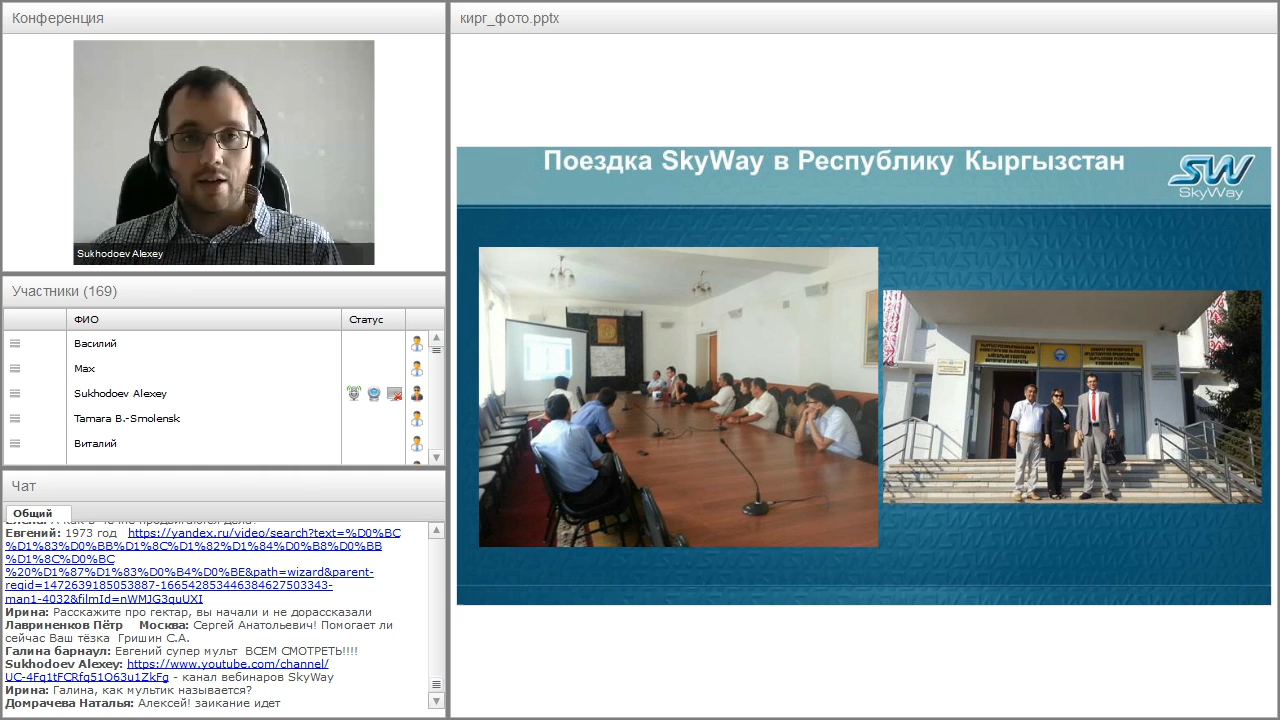 Конференция
Sukhodoev Alexey
Участники (169)
ФИО Статус
Василий
Max
Sukhodoev Alexey
Tamara B.-Smolensk
Виталий
Чат
Общий
Евгений: 1973 год https://yandex.ru/video/search?text=%D0%BC
%D1%83%D0%BB%D1%8C%D1%82%D1%84%D0%B8%D0%BB
%D1%8C%D0%BC
%20%D1%87%D1%83%D0%B4%D0%BE&path=wizard&parent-
reqid=1472639185053887-166542853446384627503343-
man1-4032&filmId=nWMJG3quUXI
Ирина: Расскажите про гектар, вы начали и не дорассказали
Лавриненков Пётр Москва: Сергей Анатольевич! Помогает ли
сейчас Ваш тёзка Гришин С.А.
Галина барнаул: Евгений супер мульт ВСЕМ СМОТРЕТЬ!!!!
Sukhodoev Alexey: https://www.youtube.com/channel/
UC-4Fq1tFCRfg51O63u1ZkFg - канал вебинаров SkyWay
Ирина: Галина, как мультик называется?
Домрачева Наталья: Алексей! заикание идет
кирг_фото.pptx
Поездка SkyWay в Республику Кыргызстан
SW
SkyWay